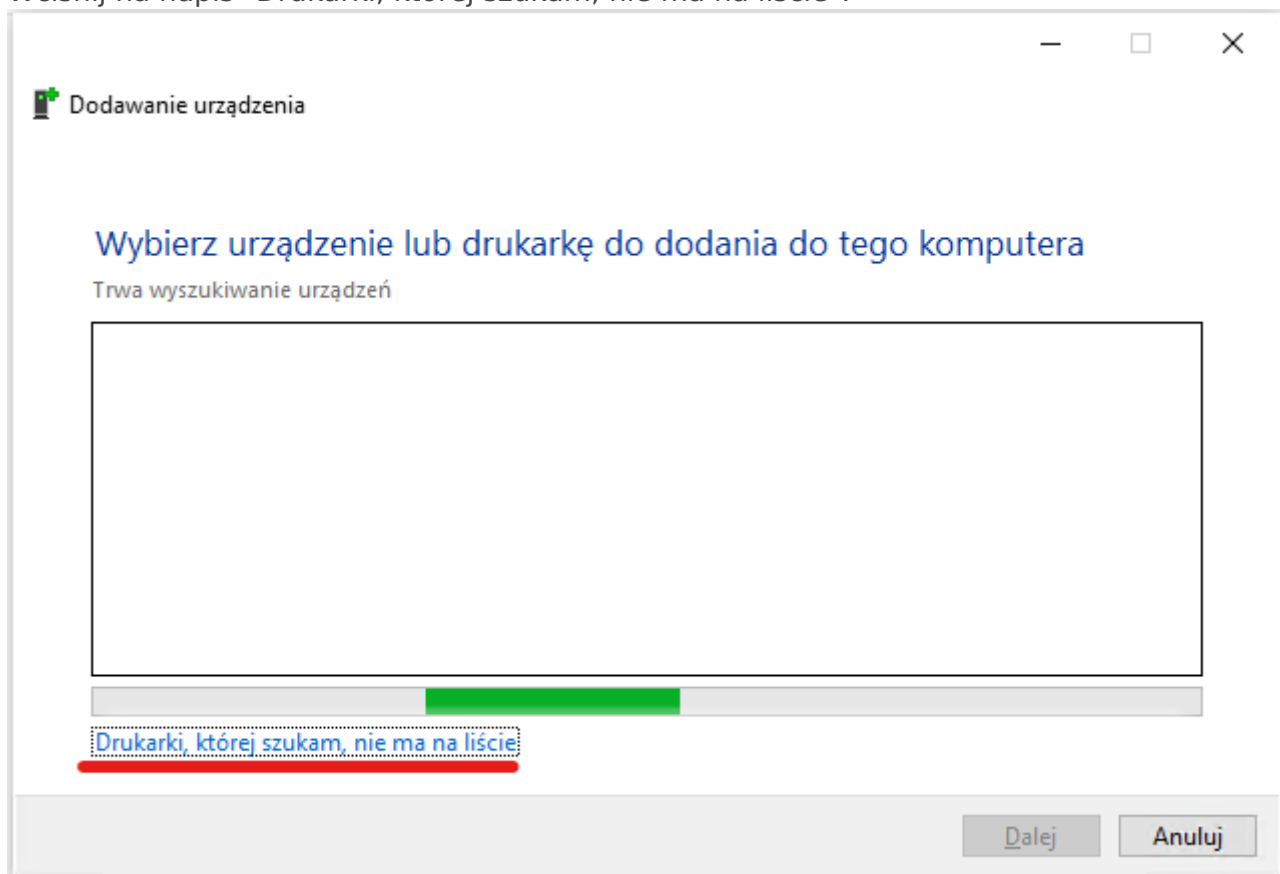 Dodawanie urządzenia
Wybierz urządzenie lub drukarkę do dodania do tego komputera
Trwa wyszukiwanie urządzeń
Drukarki, której szukam, nie ma na liście
Dalej
Anuluj